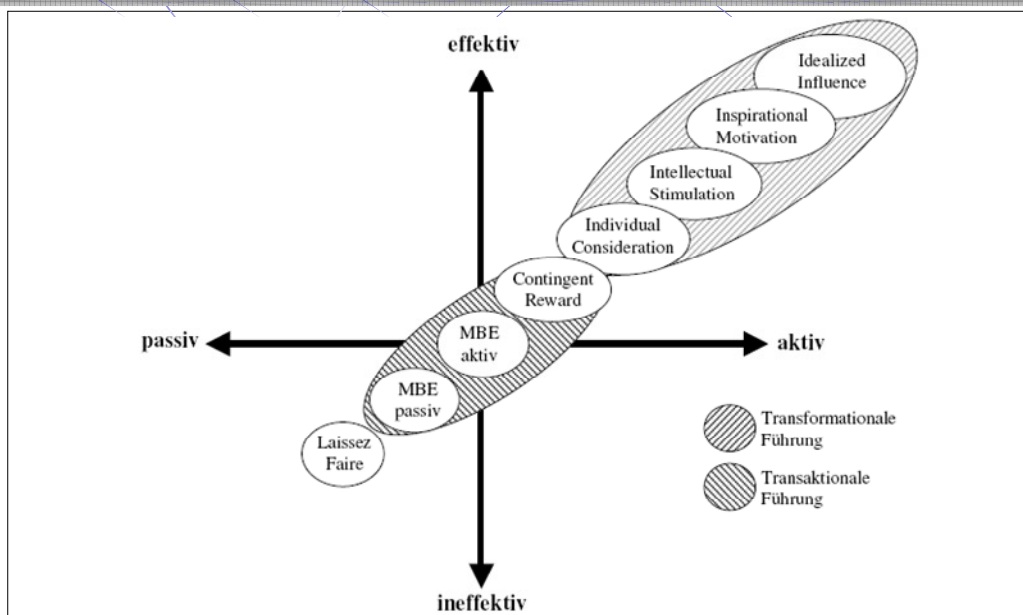 effektiv
Idealized
Influence
Inspirational
Motivation
Intellectual
Stimulation
Individual
Consideration
Contingent
Reward
passiv
MBE
aktiv
aktiv
MBE
passiv
Laissez
Faire
Transformationale
Führung
Transaktionale
Führung
ineffektiv